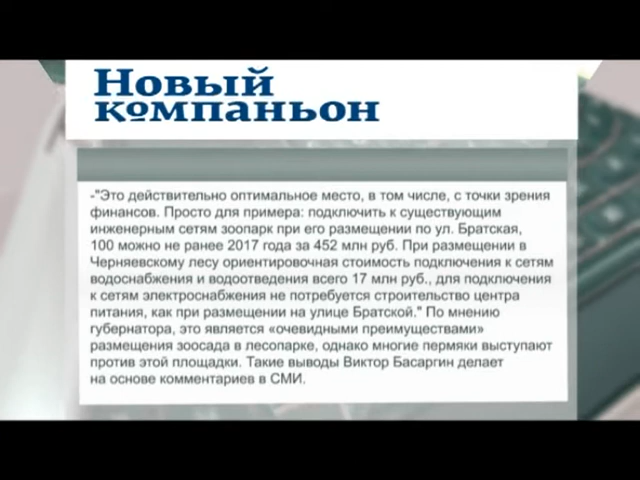 Новый
компаньон
-"Это действительно оптимальное место, в том числе, с точки зрения
финансов. Просто для примера: подключить к существующим
инженерным сетям зоопарк при его размещении по ул. Братская,
100 можно не ранее 2017 года за 452 млн руб. При размещении в
Черняевскому лесу ориентировочная стоимость подключения к сетям
водоснабжения и водоотведения всего 17 млн руб., для подключения
к сетям электроснабжения не потребуется строительство центра
питания, как при размещении на улице Братской." По мнению
губернатора, это является «очевидными преимуществами»
размещения зоосада в лесопарке, однако многие пермяки выступают
против этой площадки. Такие выводы Виктор Басаргин делает
на основе комментариев в СМИ.